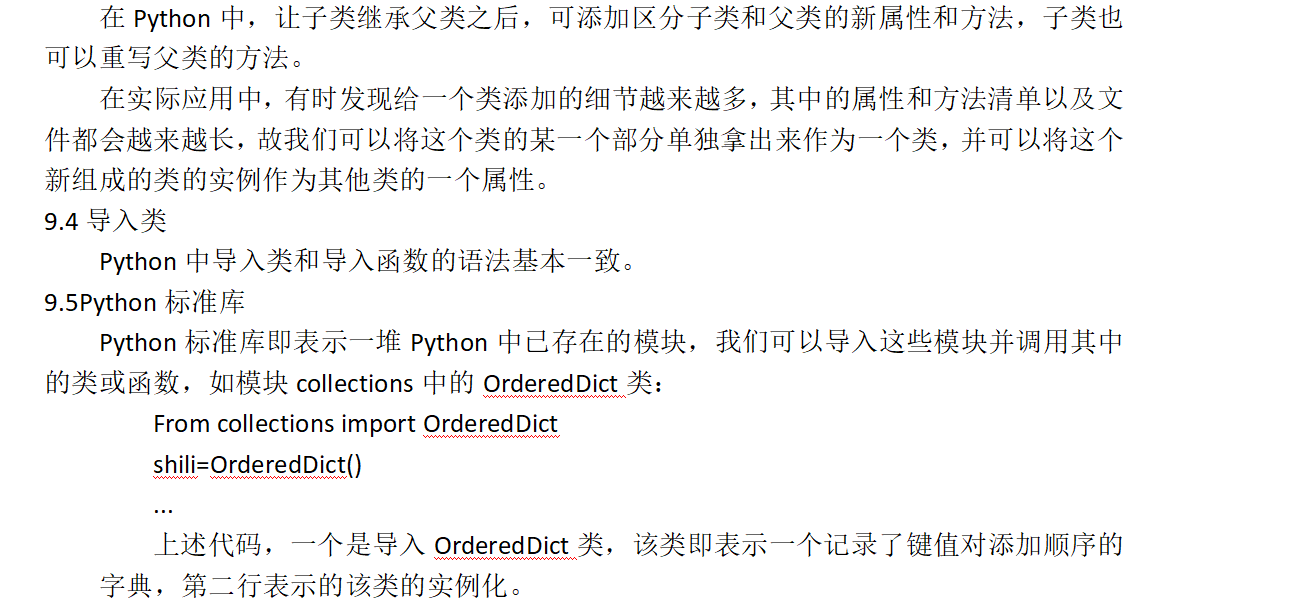 在 Python 中，让子类继承父类之后，可添加区分子类和父类的新属性和方法，子类也
可以重写父类的方法。
在实际应用中，有时发现给一个类添加的细节越来越多，其中的属性和方法清单以及文
件都会越来越长，故我们可以将这个类的某一个部分单独拿出来作为一个类，并可以将这个
新组成的类的实例作为其他类的一个属性。
9.4 导入类
Python 中导入类和导入函数的语法基本一致。
9.5Python 标准库
Python 标准库即表示一堆 Python 中已存在的模块，我们可以导入这些模块并调用其中
的类或函数，如模块 collections 中的 OrderedDict 类：
From collections import OrderedDict
shili=OrderedDict()
...
上述代码，一个是导入 OrderedDict 类，该类即表示一个记录了键值对添加顺序的
字典，第二行表示的该类的实例化。